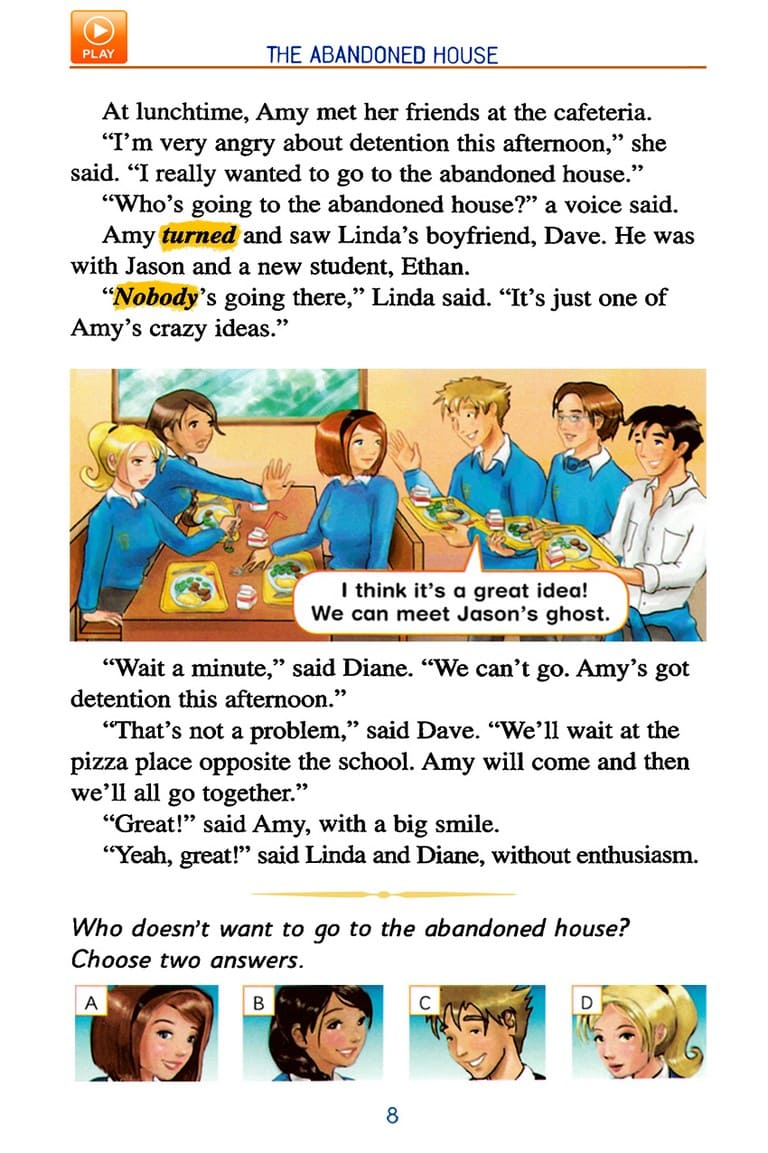 PLAY
THE ABANDONED HOUSE
At lunchtime, Amy met her friends at the cafeteria.
“I’m very angry about detention this afternoon,” she
said. “I really wanted to go to the abandoned house.”
“Who’s going to the abandoned house?” a voice said.
Amy turned and saw Linda’s boyfriend, Dave. He was
with Jason and a new student, Ethan.
“Nobody’s going there,” Linda said. “It’s just one of
Amy’s crazy ideas.”
I think it’s a great idea!
We can meet Jason’s ghost.
“Wait a minute,” said Diane. “We can’t go. Amy’s got
detention this afternoon.”
“That’s not a problem,” said Dave. “We’ll wait at the
pizza place opposite the school. Amy will come and then
we’ll all go together.”
“Great!” said Amy, with a big smile.
“Yeah, great!” said Linda and Diane, without enthusiasm.
Who doesn’t want to go to the abandoned house?
Choose two answers.
A
B
C
D
8